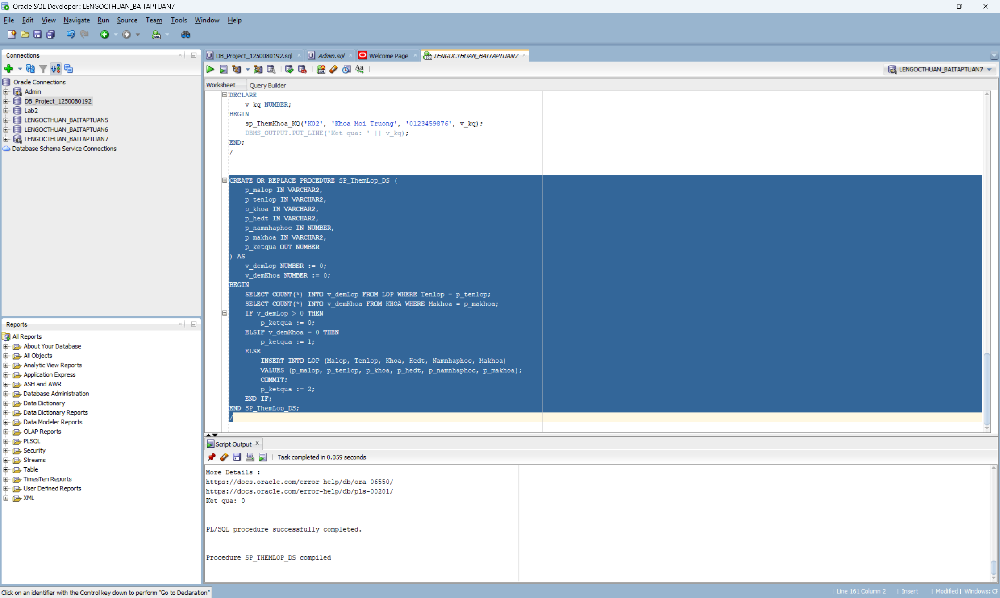 Oracle SQL Developer : LENGOCTHUAN_BAITAPTUAN7
File Edit View Navigate Run Source Team Tools Window Help
Connections
Oracle Connections
Admin
DB_Project_1250080192
Lab2
LENGOCTHUAN_BAITAPTUAN5
LENGOCTHUAN_BAITAPTUAN6
LENGOCTHUAN_BAITAPTUAN7
Database Schema Service Connections
Reports
All Reports
About Your Database
All Objects
Analytic View Reports
Application Express
ASH and AWR
Database Administration
Data Dictionary
Data Dictionary Reports
Data Modeler Reports
OLAP Reports
PLSQL
Security
Streams
Table
TimesTen Reports
User Defined Reports
XML
DB_Project_1250080192.sql Admin.sql Welcome Page LENGOCTHUAN_BAITAPTUAN7
LENGOCTHUAN_BAITAPTUAN7
Worksheet Query Builder
DECLARE
v_kq NUMBER;
BEGIN
sp_ThemKhoa_KQ('K02', 'Khoa Moi Truong', '0123459876', v_kq);
DBMS_OUTPUT.PUT_LINE('Ket qua: ' || v_kq);
END;
/
CREATE OR REPLACE PROCEDURE SP_ThemLop_DS (
p_malop IN VARCHAR2,
p_tenlop IN VARCHAR2,
p_khoa IN VARCHAR2,
p_hedt IN VARCHAR2,
p_namnhaphoc IN NUMBER,
p_makhoa IN VARCHAR2,
p_ketqua OUT NUMBER
) AS
v_demLop NUMBER := 0;
v_demKhoa NUMBER := 0;
BEGIN
SELECT COUNT(*) INTO v_demLop FROM LOP WHERE Tenlop = p_tenlop;
SELECT COUNT(*) INTO v_demKhoa FROM KHOA WHERE Makhoa = p_makhoa;
IF v_demLop > 0 THEN
p_ketqua := 0;
ELSIF v_demKhoa = 0 THEN
p_ketqua := 1;
ELSE
INSERT INTO LOP (Malop, Tenlop, Khoa, Hedt, Namnhaphoc, Makhoa)
VALUES (p_malop, p_tenlop, p_khoa, p_hedt, p_namnhaphoc, p_makhoa);
COMMIT;
p_ketqua := 2;
END IF;
END SP_ThemLop_DS;
/
Script Output
Task completed in 0.059 seconds
More Details :
https://docs.oracle.com/error-help/db/ora-06550/
https://docs.oracle.com/error-help/db/pls-00201/
Ket qua: 0
PL/SQL procedure successfully completed.
Procedure SP_THEMLOP_DS compiled
Click on an identifier with the Control key down to perform "Go to Declaration"
Line 161 Column 2 | Insert | Modified | Windows: C